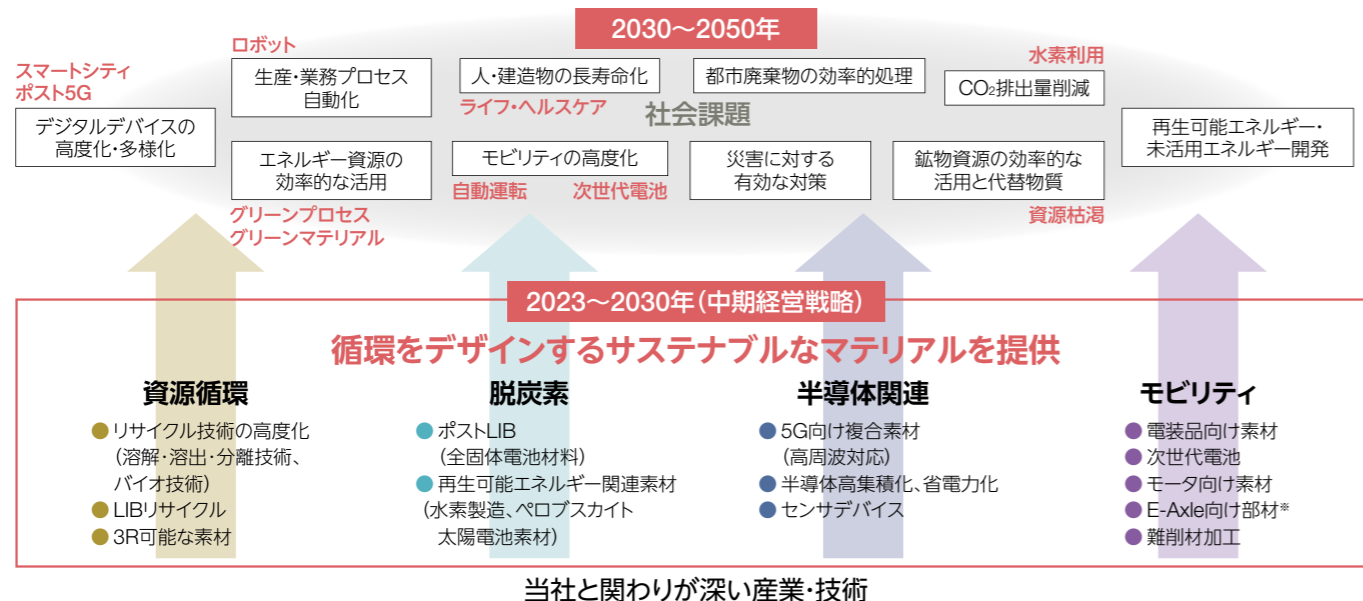 2030～2050年
スマートシティ
ポスト5G
デジタルデバイスの
高度化・多様化
ロボット
生産・業務プロセス
自動化
人・建造物の長寿命化
ライフ・ヘルスケア
都市廃棄物の効率的処理
水素利用
CO₂排出量削減
社会課題
エネルギー資源の
効率的な活用
グリーンプロセス
グリーンマテリアル
モビリティの高度化
自動運転 次世代電池
災害に対する
有効な対策
鉱物資源の効率的な
活用と代替物質
資源枯渇
再生可能エネルギー・
未活用エネルギー開発
2023～2030年（中期経営戦略）
循環をデザインするサステナブルなマテリアルを提供
資源循環
● リサイクル技術の高度化
（溶解・溶出・分離技術、
バイオ技術）
● LIBリサイクル
● 3R可能な素材
脱炭素
● ポストLIB
（全固体電池材料）
● 再生可能エネルギー関連素材
（水素製造、ペロブスカイト
太陽電池素材）
半導体関連
● 5G向け複合素材
（高周波対応）
● 半導体高集積化、省電力化
● センサデバイス
モビリティ
● 電装品向け素材
● 次世代電池
● モータ向け素材
● E-Axle向け部材※
● 難削材加工
当社と関わりが深い産業・技術